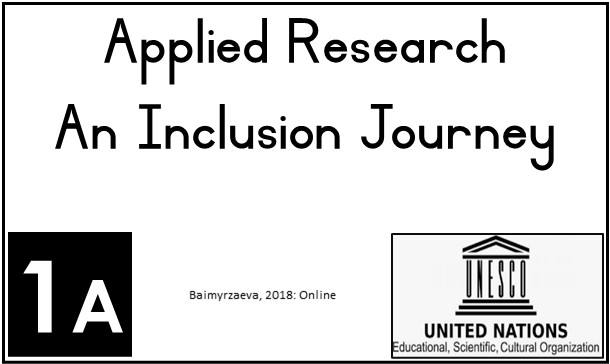 Applied Research
An Inclusion Journey
1A
Baimyrzaeva, 2018: Online
UNESCO
UNITED NATIONS
Educational, Scientific, Cultural Organization